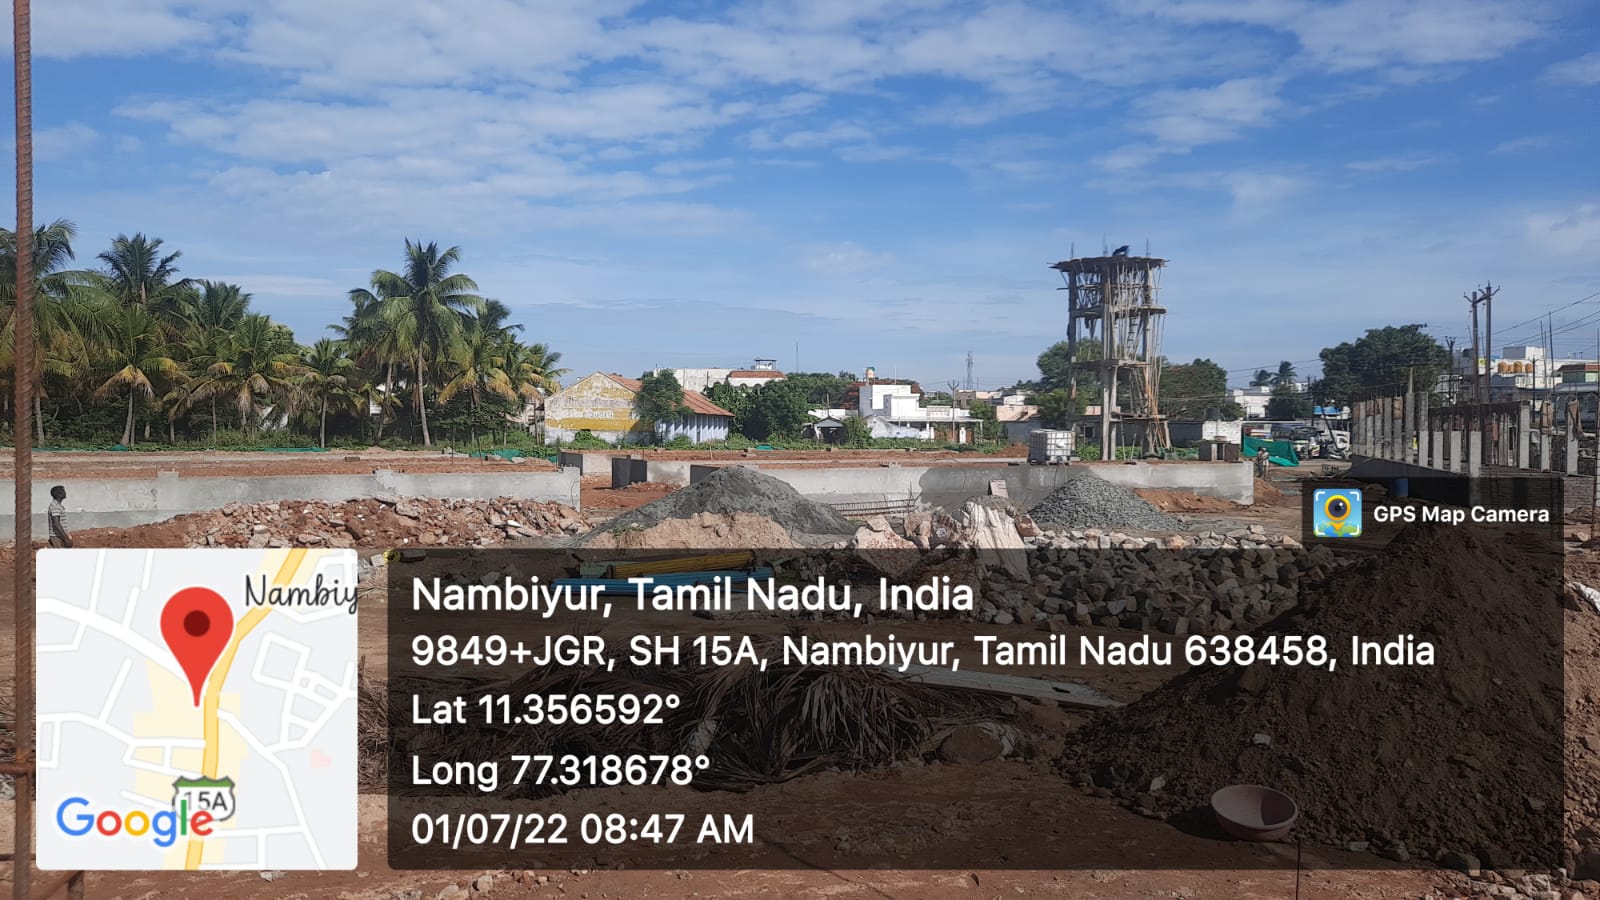 GPS Map Camera
Nambiy
15A
Google
Nambiyur, Tamil Nadu, India
9849+JGR, SH 15A, Nambiyur, Tamil Nadu 638458, India
Lat 11.356592°
Long 77.318678°
01/07/22 08:47 AM